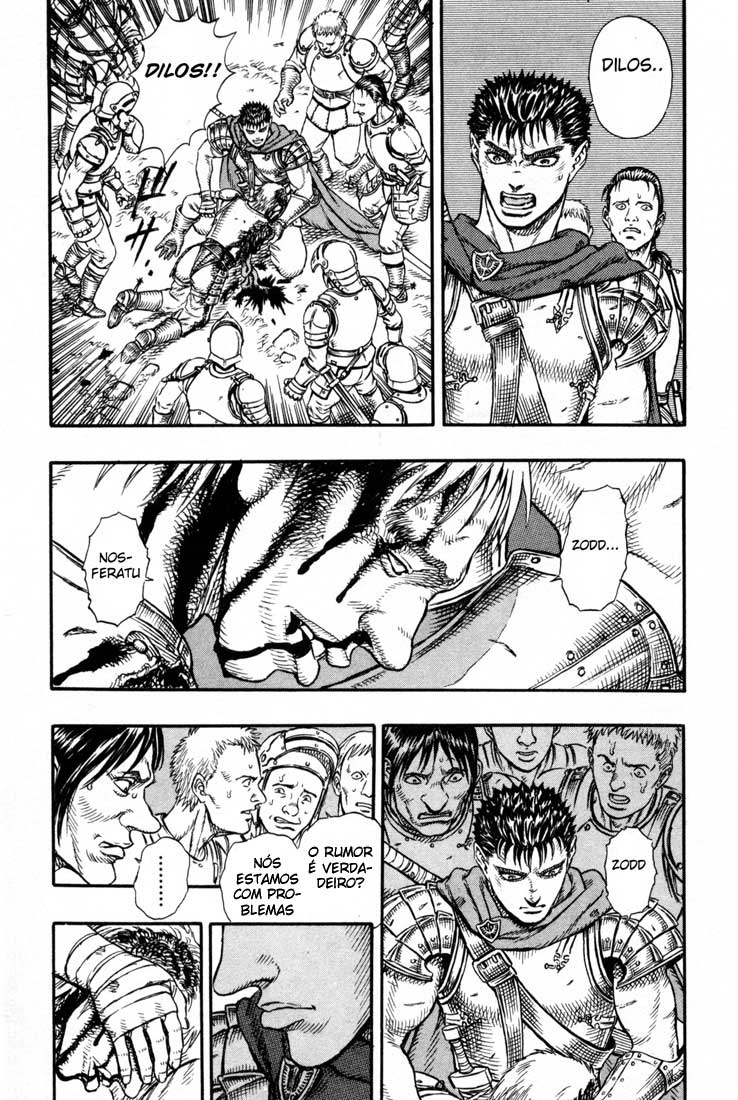 DILOS..
DILOS!!
ZODD...
NOS-
FERATU
ZODD
O RUMOR
É VERDA-
DEIRO?
NÓS
ESTAMOS
COM PRO-
BLEMAS
......